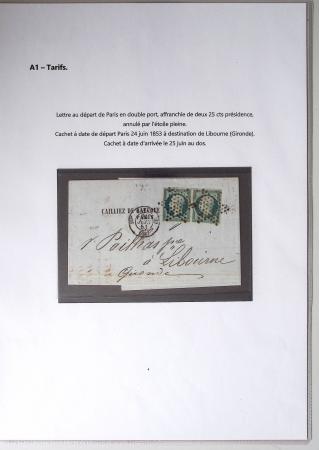 A1 – Tarifs.
Lettre au départ de Paris en double port, affranchie de deux 25 cts présidence,
annulé par l'étoile pleine.
Cachet à date de départ Paris 24 juin 1853 à destination de Libourne (Gironde).
Cachet à date d'arrivée le 25 juin au dos.
CAILLIEZ DE
PARIS
à Libourne
Gironde